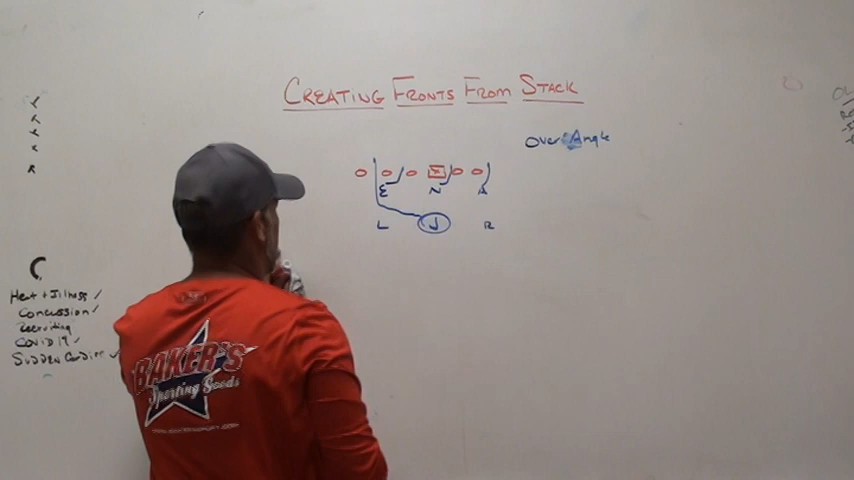 CREATING FRONTS FROM STACK
Over Angle
E N A
L J R
Heat + Illness ✓
Concussion ✓
Recruiting
COVID 19 ✓
SUDDEN CARDIAC ✓
BAKER'S
Sporting Goods